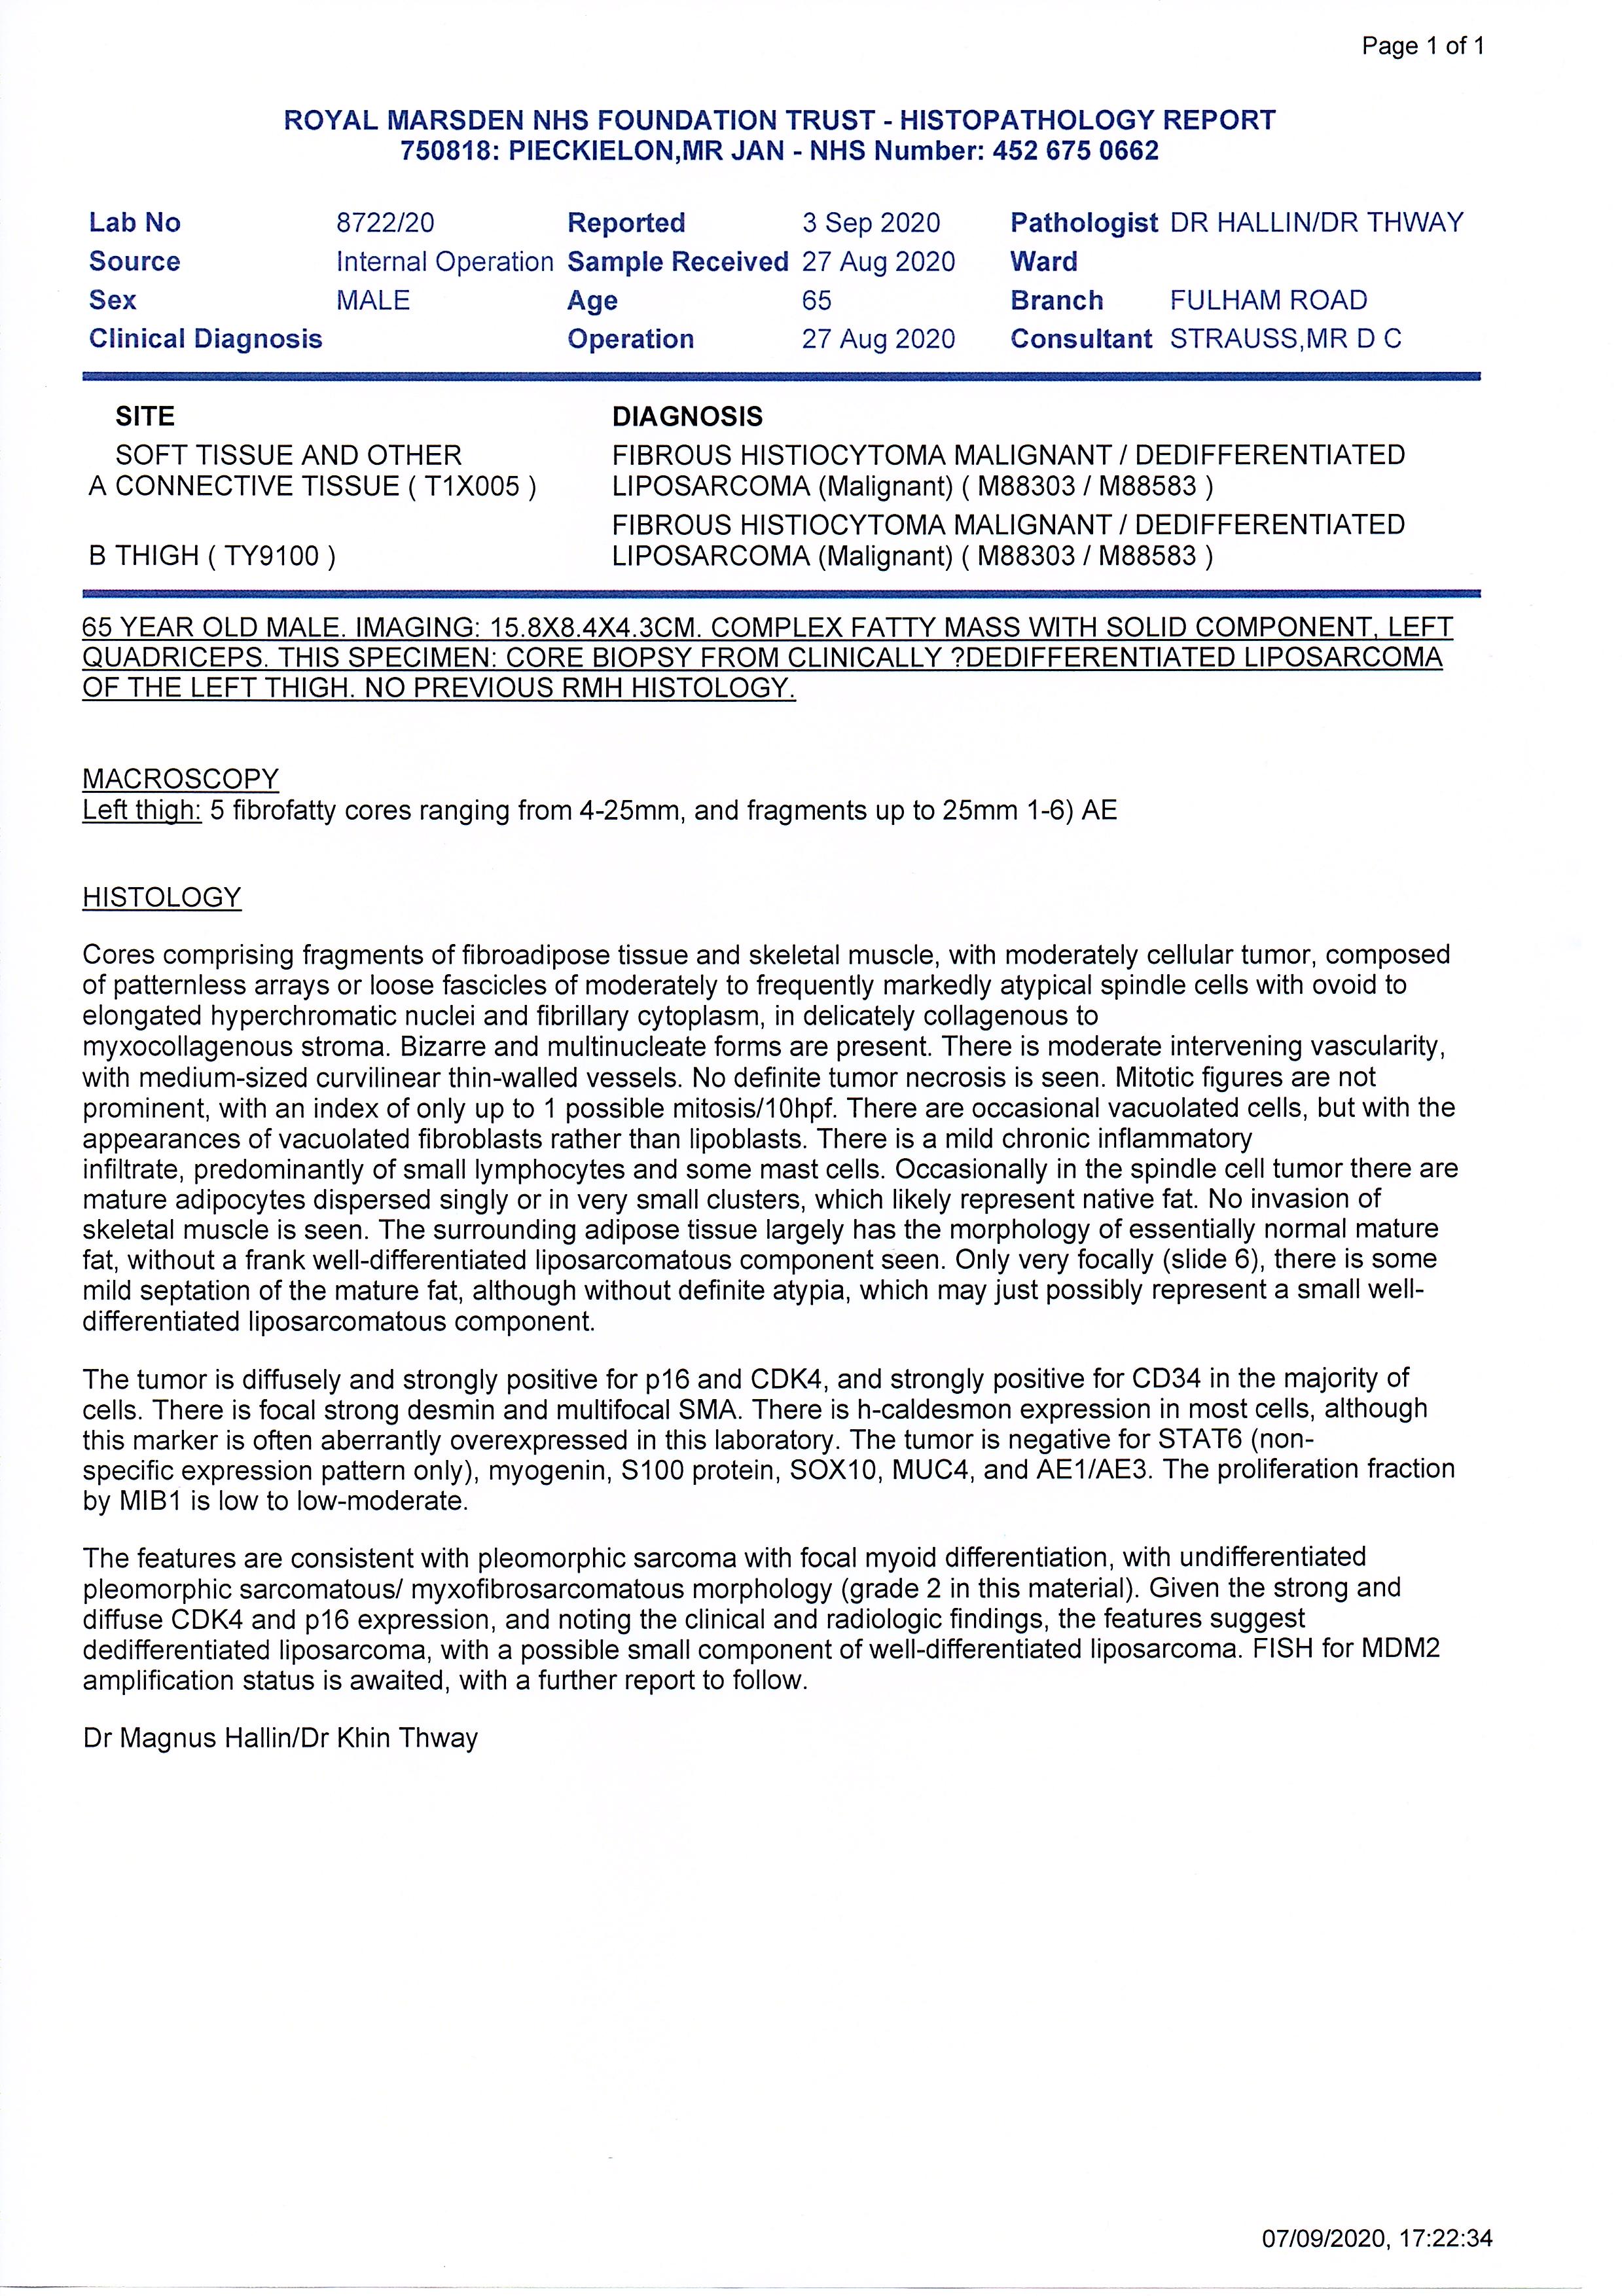 Page 1 of 1
ROYAL MARSDEN NHS FOUNDATION TRUST - HISTOPATHOLOGY REPORT
750818: PIECKIELON,MR JAN - NHS Number: 452 675 0662
Lab No 8722/20 Reported 3 Sep 2020 Pathologist DR HALLIN/DR THWAY
Source Internal Operation Sample Received 27 Aug 2020 Ward
Sex MALE Age 65 Branch FULHAM ROAD
Clinical Diagnosis Operation 27 Aug 2020 Consultant STRAUSS,MR D C
SITE DIAGNOSIS
SOFT TISSUE AND OTHER FIBROUS HISTIOCYTOMA MALIGNANT / DEDIFFERENTIATED
A CONNECTIVE TISSUE ( T1X005 ) LIPOSARCOMA (Malignant) ( M88303 / M88583 )
FIBROUS HISTIOCYTOMA MALIGNANT / DEDIFFERENTIATED
B THIGH ( TY9100 ) LIPOSARCOMA (Malignant) ( M88303 / M88583 )
65 YEAR OLD MALE. IMAGING: 15.8X8.4X4.3CM. COMPLEX FATTY MASS WITH SOLID COMPONENT, LEFT
QUADRICEPS. THIS SPECIMEN: CORE BIOPSY FROM CLINICALLY ?DEDIFFERENTIATED LIPOSARCOMA
OF THE LEFT THIGH. NO PREVIOUS RMH HISTOLOGY.
MACROSCOPY
Left thigh: 5 fibrofatty cores ranging from 4-25mm, and fragments up to 25mm 1-6) AE
HISTOLOGY
Cores comprising fragments of fibroadipose tissue and skeletal muscle, with moderately cellular tumor, composed
of patternless arrays or loose fascicles of moderately to frequently markedly atypical spindle cells with ovoid to
elongated hyperchromatic nuclei and fibrillary cytoplasm, in delicately collagenous to
myxocollagenous stroma. Bizarre and multinucleate forms are present. There is moderate intervening vascularity,
with medium-sized curvilinear thin-walled vessels. No definite tumor necrosis is seen. Mitotic figures are not
prominent, with an index of only up to 1 possible mitosis/10hpf. There are occasional vacuolated cells, but with the
appearances of vacuolated fibroblasts rather than lipoblasts. There is a mild chronic inflammatory
infiltrate, predominantly of small lymphocytes and some mast cells. Occasionally in the spindle cell tumor there are
mature adipocytes dispersed singly or in very small clusters, which likely represent native fat. No invasion of
skeletal muscle is seen. The surrounding adipose tissue largely has the morphology of essentially normal mature
fat, without a frank well-differentiated liposarcomatous component seen. Only very focally (slide 6), there is some
mild septation of the mature fat, although without definite atypia, which may just possibly represent a small well-
differentiated liposarcomatous component.
The tumor is diffusely and strongly positive for p16 and CDK4, and strongly positive for CD34 in the majority of
cells. There is focal strong desmin and multifocal SMA. There is h-caldesmon expression in most cells, although
this marker is often aberrantly overexpressed in this laboratory. The tumor is negative for STAT6 (non-
specific expression pattern only), myogenin, S100 protein, SOX10, MUC4, and AE1/AE3. The proliferation fraction
by MIB1 is low to low-moderate.
The features are consistent with pleomorphic sarcoma with focal myoid differentiation, with undifferentiated
pleomorphic sarcomatous/ myxofibrosarcomatous morphology (grade 2 in this material). Given the strong and
diffuse CDK4 and p16 expression, and noting the clinical and radiologic findings, the features suggest
dedifferentiated liposarcoma, with a possible small component of well-differentiated liposarcoma. FISH for MDM2
amplification status is awaited, with a further report to follow.
Dr Magnus Hallin/Dr Khin Thway
07/09/2020, 17:22:34